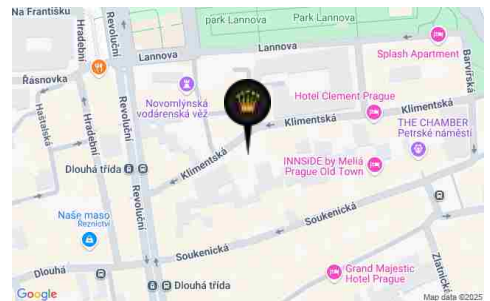 Na Františku
park Lannova
Park Lannova
Hradební
Revoluční
Lannova
Lannova
Splash Apartment
Barvířská
Řásnovka
Novomlýnská
vodárenská věž
Hotel Clement Prague
Klimentská
Klimentská
THE CHAMBER
Petrské náměstí
Haštalská
Hradební
Revoluční
Dlouhá třída
Klimentská
INNSIDE by Meliá
Prague Old Town
Revoluční
Soukenická
Naše maso
Řeznictví
Soukenická
Zlatnická
Dlouhá
Grand Majestic
Hotel Prague
Dlouhá třída
Google
Map data ©2025